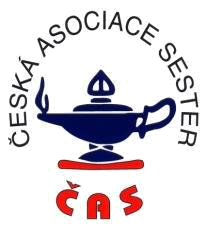 ČESKÁ ASOCIACE SESTER
ČAS